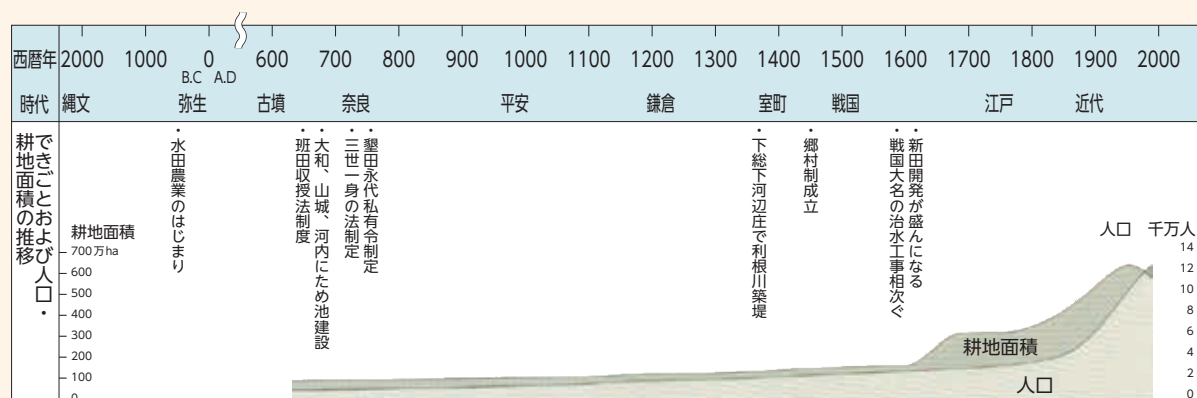 西暦年 2000 1000 0 600 700 800 900 1000 1100 1200 1300 1400 1500 1600 1700 1800 1900 2000
B.C A.D
時代 縄文 弥生 古墳 奈良 平安 鎌倉 室町 戦国 江戸 近代
できごとおよび人口・
耕地面積の推移
・水田農業のはじまり
・班田収授法制度
・大和、山城、河内にため池建設
・三世一身の法制定
・墾田永代私有令制定
・下総下河辺庄で利根川築堤
・郷村制成立
・戦国大名の治水工事相次ぐ
・新田開発が盛んになる
耕地面積
700万ha
600
500
400
300
200
100
0
人口 千万人
14
12
10
8
6
4
2
0
耕地面積
人口